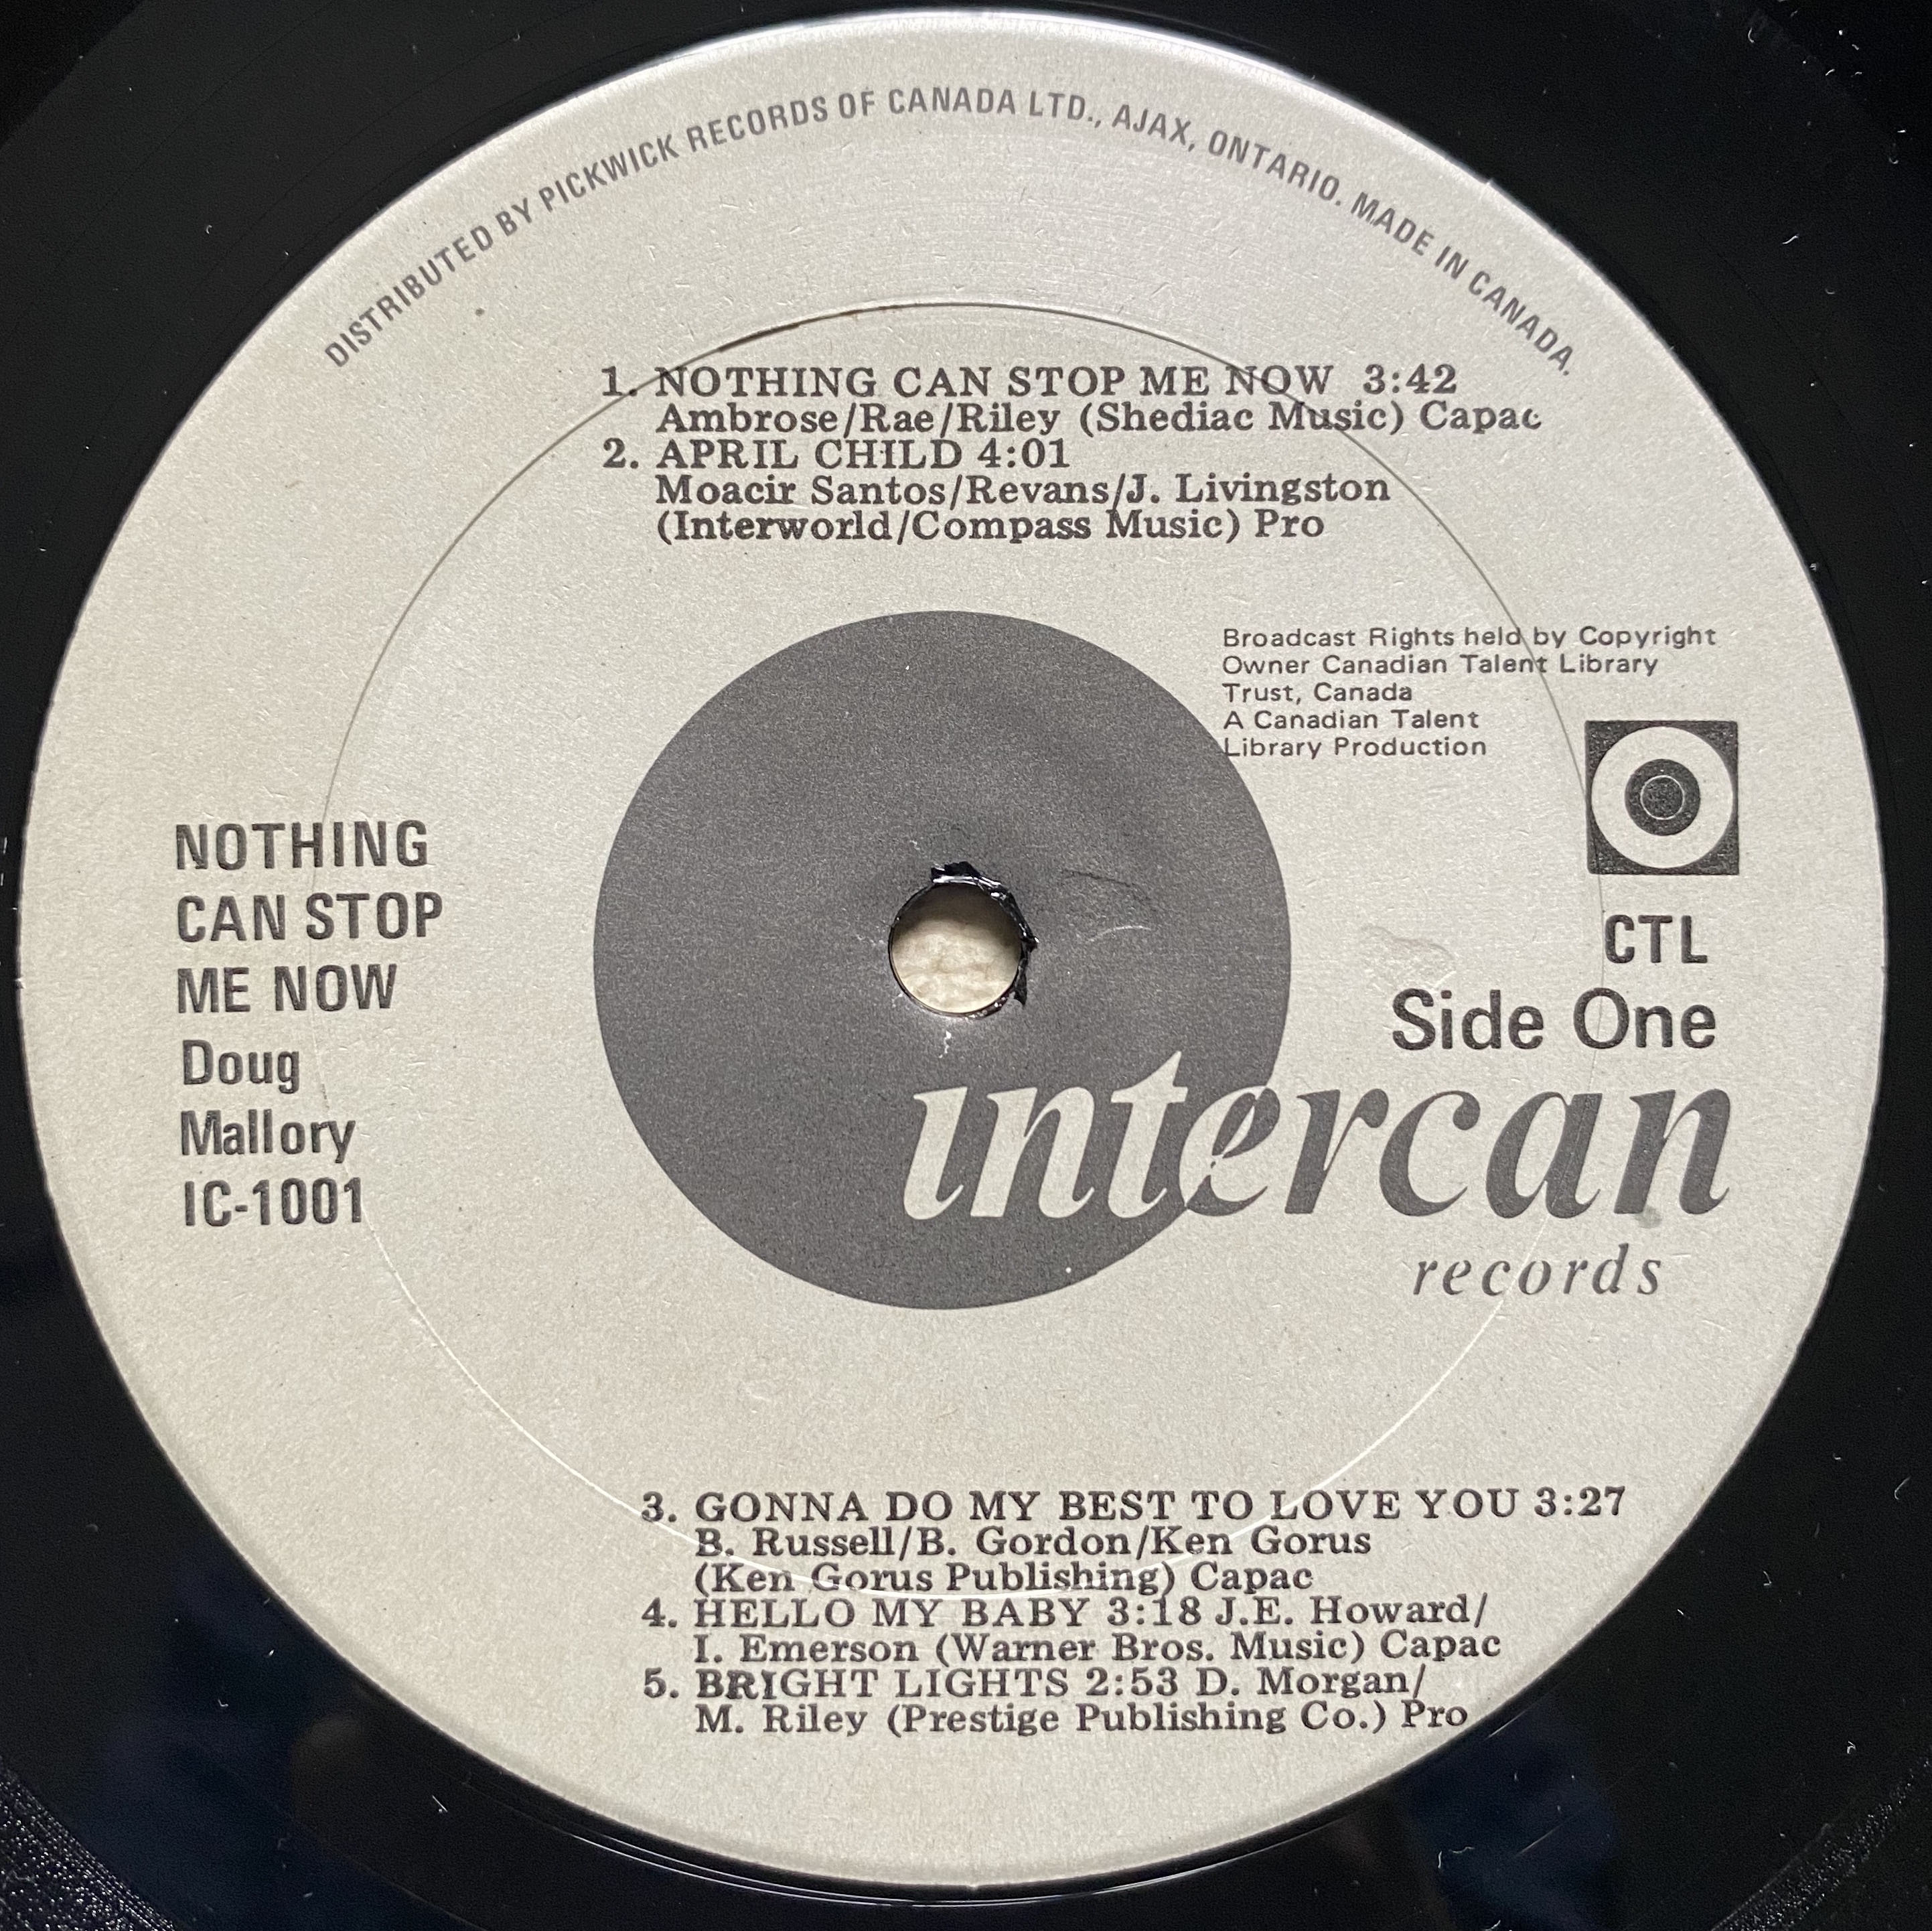 DISTRIBUTED BY PICKWICK RECORDS OF CANADA LTD., AJAX, ONTARIO. MADE IN CANADA.
1. NOTHING CAN STOP ME NOW 3:42
Ambrose/Rae/Riley (Shediac Music) Capac
2. APRIL CHILD 4:01
Moacir Santos/Revans/J. Livingston
(Interworld/Compass Music) Pro
Broadcast Rights held by Copyright
Owner Canadian Talent Library
Trust, Canada
A Canadian Talent
Library Production
NOTHING
CAN STOP
ME NOW
Doug
Mallory
IC-1001
CTL
Side One
intercan
records
3. GONNA DO MY BEST TO LOVE YOU 3:27
B. Russell/B. Gordon/Ken Gorus
(Ken Gorus Publishing) Capac
4. HELLO MY BABY 3:18 J.E. Howard/
I. Emerson (Warner Bros. Music) Capac
5. BRIGHT LIGHTS 2:53 D. Morgan/
M. Riley (Prestige Publishing Co.) Pro